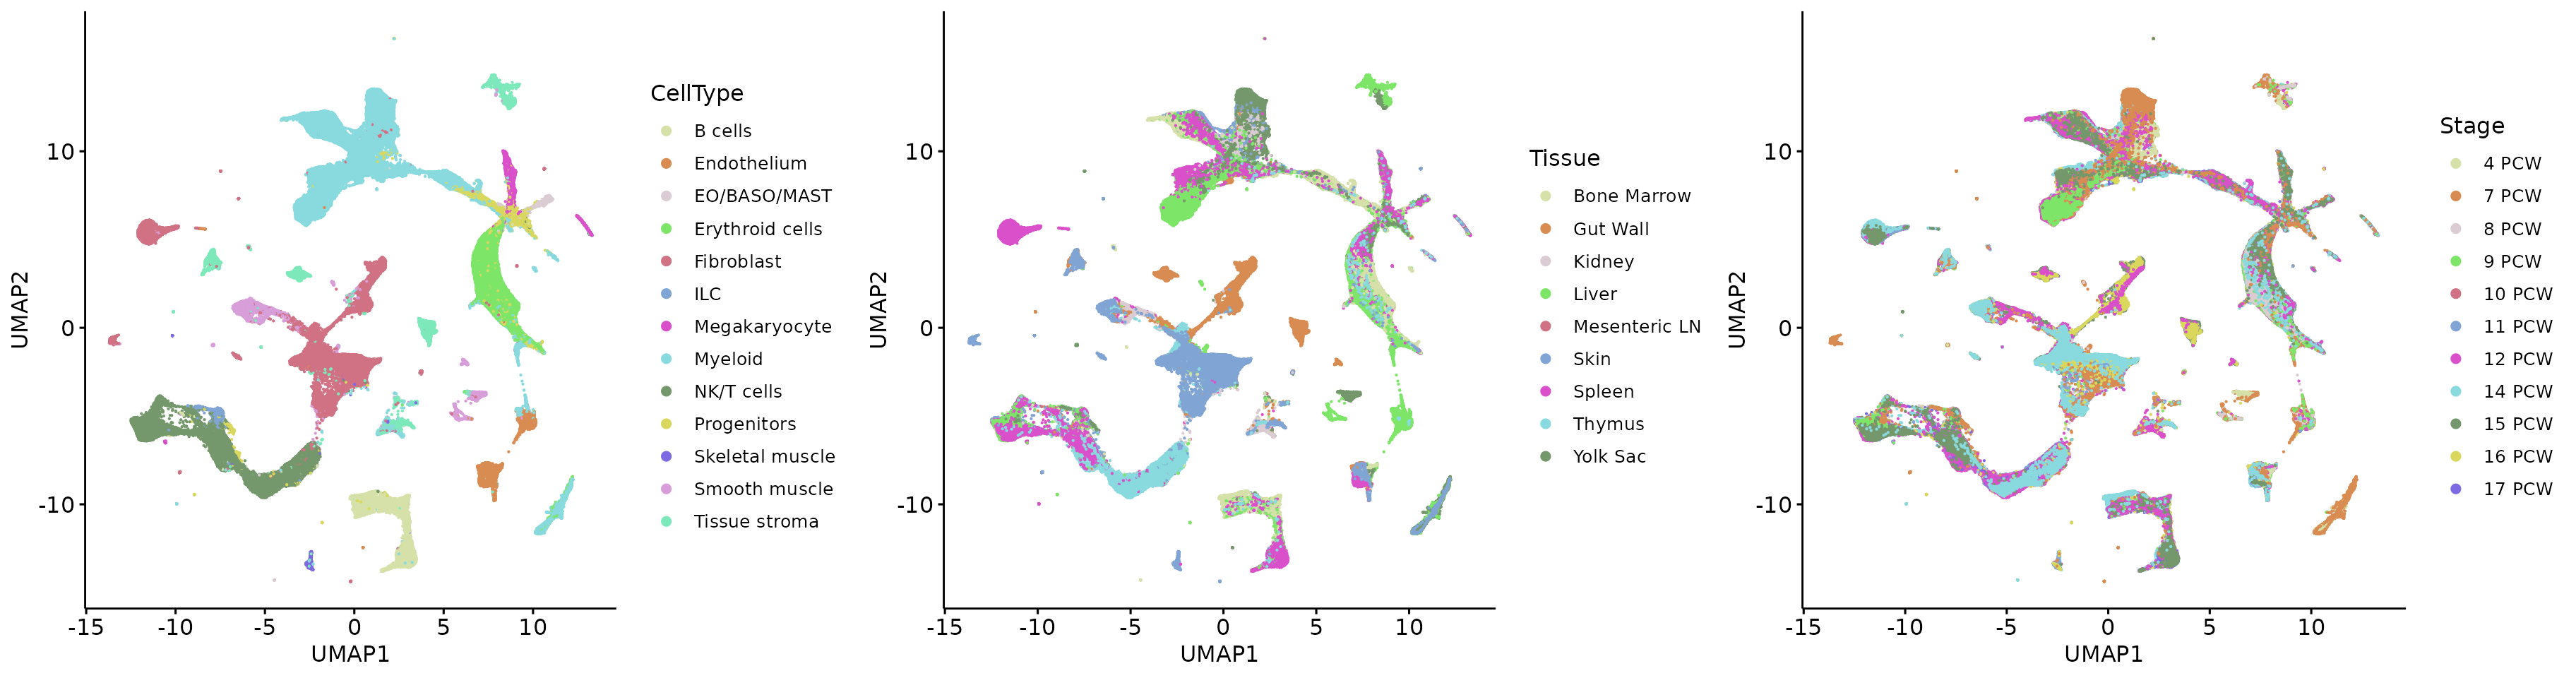 CellType
B cells
Endothelium
EO/BASO/MAST
Erythroid cells
Fibroblast
ILC
Megakaryocyte
Myeloid
NK/T cells
Progenitors
Skeletal muscle
Smooth muscle
Tissue stroma
10
0
-10
UMAP2
-15 -10 -5 0 5 10
UMAP1
Tissue
Bone Marrow
Gut Wall
Kidney
Liver
Mesenteric LN
Skin
Spleen
Thymus
Yolk Sac
10
0
-10
UMAP2
-15 -10 -5 0 5 10
UMAP1
Stage
4 PCW
7 PCW
8 PCW
9 PCW
10 PCW
11 PCW
12 PCW
14 PCW
15 PCW
16 PCW
17 PCW
10
0
-10
UMAP2
-15 -10 -5 0 5 10
UMAP1